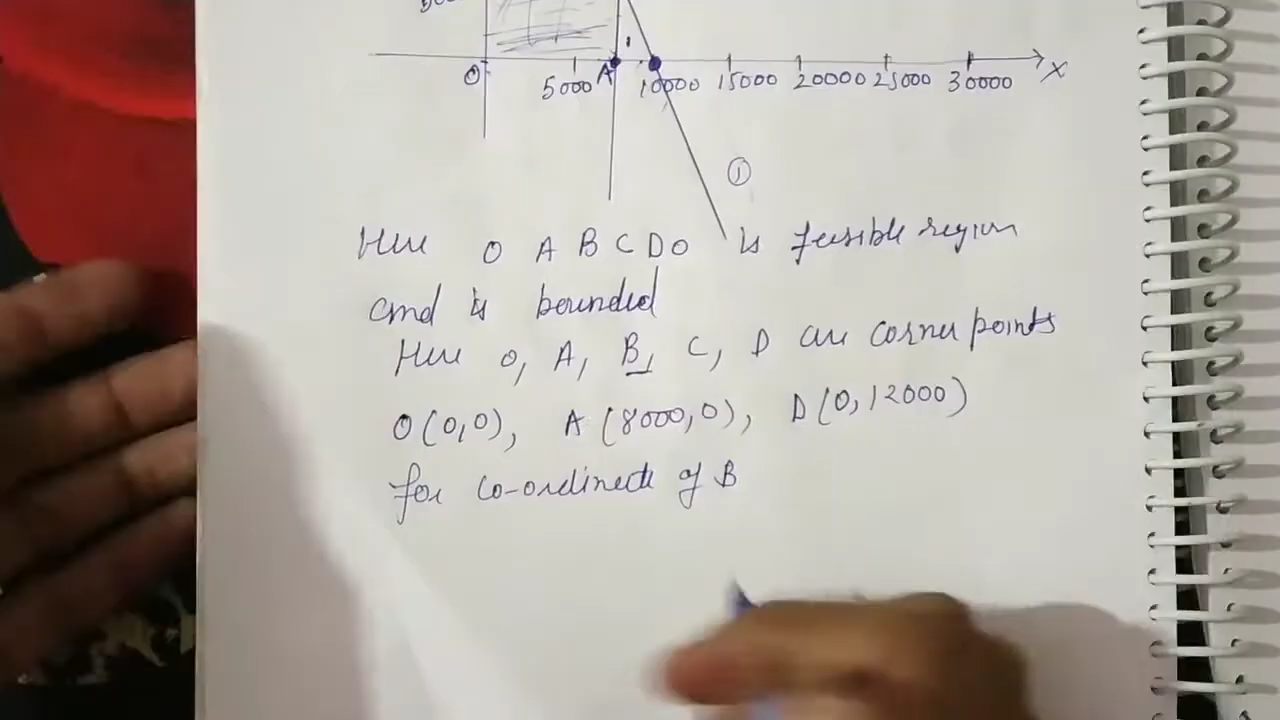 O 5000 A 10000 15000 20000 25000 30000 X
①
Here O A B C D O is feasible region
and is bounded
Here O, A, B, C, D are corner points
O(0,0), A(8000,0), D(0,12000)
for co-ordinate of B